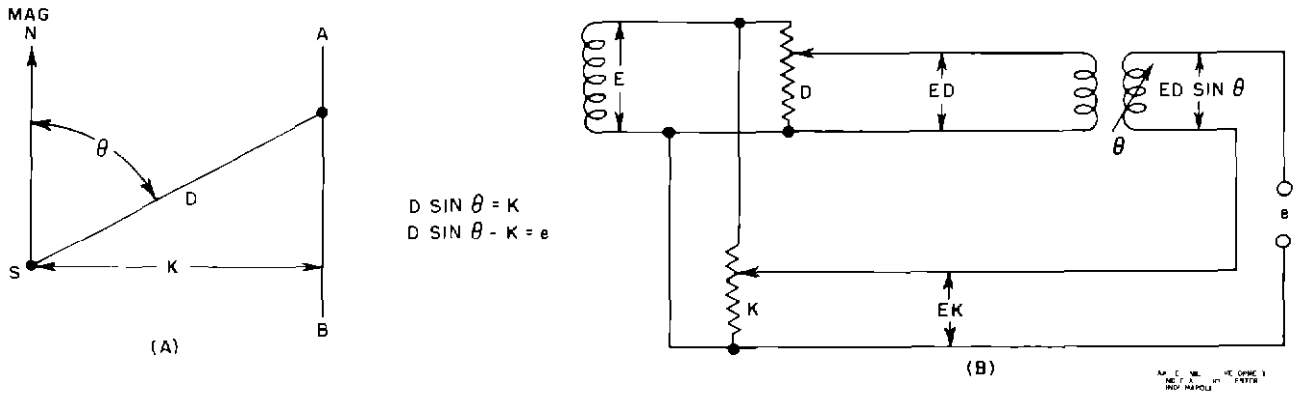 MAG
N
A
θ
D
S
K
B
(A)
D SIN θ = K
D SIN θ - K = e
E
D
ED
ED SIN θ
θ
e
K
EK
(B)